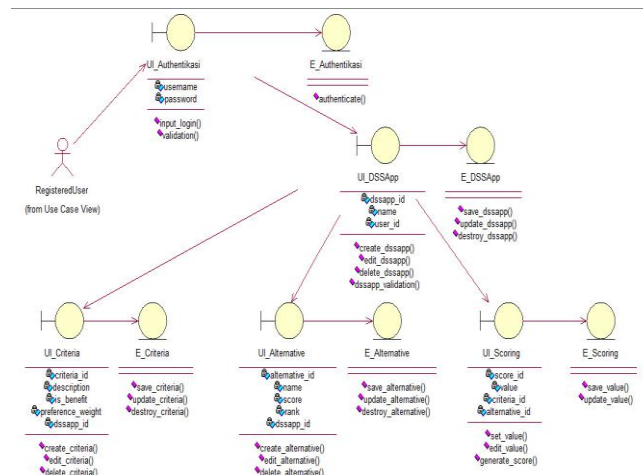 UI_Authentikasi
username
password
input_login()
validation()
E_Authentikasi
authenticate()
RegisteredUser
(from Use Case View)
UI_DSSApp
dssapp_id
name
user_id
create_dssapp()
edit_dssapp()
delete_dssapp()
dssapp_validation()
E_DSSApp
save_dssapp()
update_dssapp()
destroy_dssapp()
UI_Criteria
criteria_id
description
is_benefit
preference_weight
dssapp_id
create_criteria()
edit_criteria()
delete_criteria()
E_Criteria
save_criteria()
update_criteria()
destroy_criteria()
UI_Alternative
alternative_id
name
score
rank
dssapp_id
create_alternative()
edit_alternative()
delete_alternative()
E_Alternative
save_alternative()
update_alternative()
destroy_alternative()
UI_Scoring
score_id
value
criteria_id
alternative_id
set_value()
edit_value()
generate_score()
E_Scoring
save_value()
update_value()